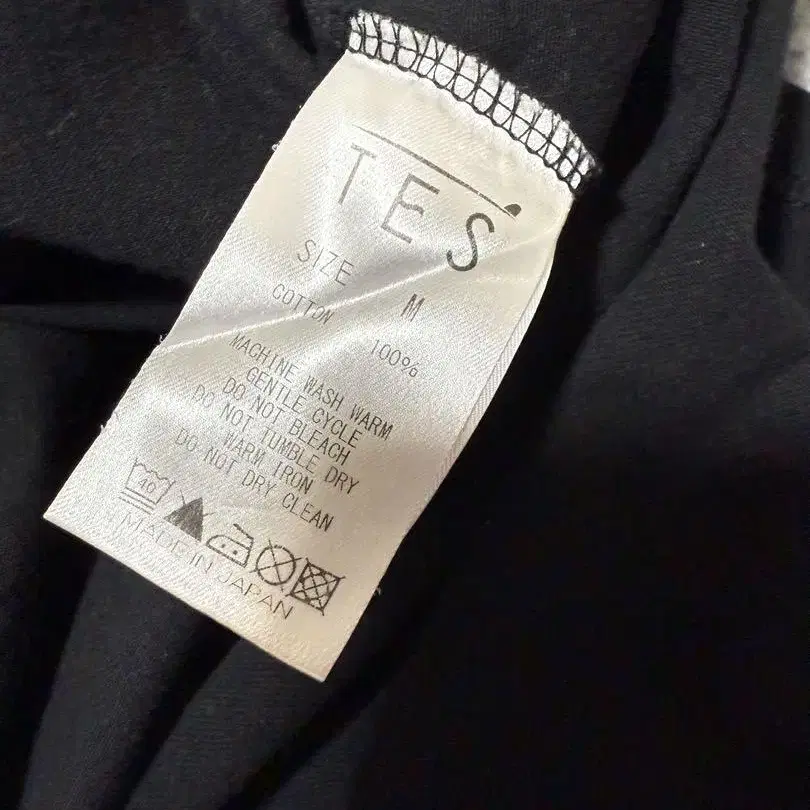 TES
SIZE M
COTTON 100%
MACHINE WASH WARM
GENTLE CYCLE
DO NOT BLEACH
DO NOT TUMBLE DRY
WARM IRON
DO NOT DRY CLEAN
40
MADE IN JAPAN